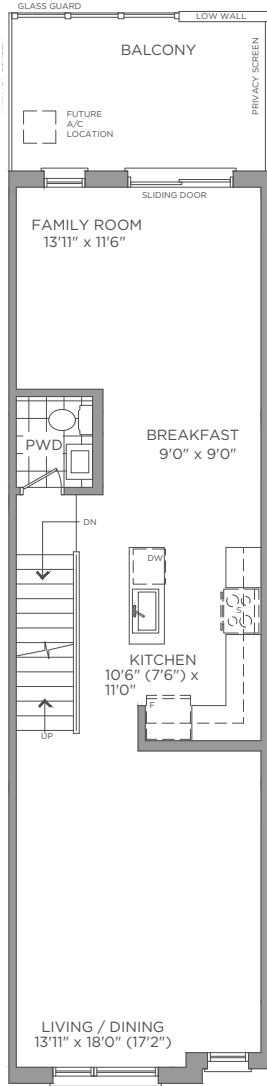 GLASS GUARD
LOW WALL
BALCONY
PRIVACY SCREEN
FUTURE
A/C
LOCATION
SLIDING DOOR
FAMILY ROOM
13'11" x 11'6"
BREAKFAST
9'0" x 9'0"
PWD
DN
DW
S
KITCHEN
10'6" (7'6") x
11'0"
F
UP
LIVING / DINING
13'11" x 18'0" (17'2")